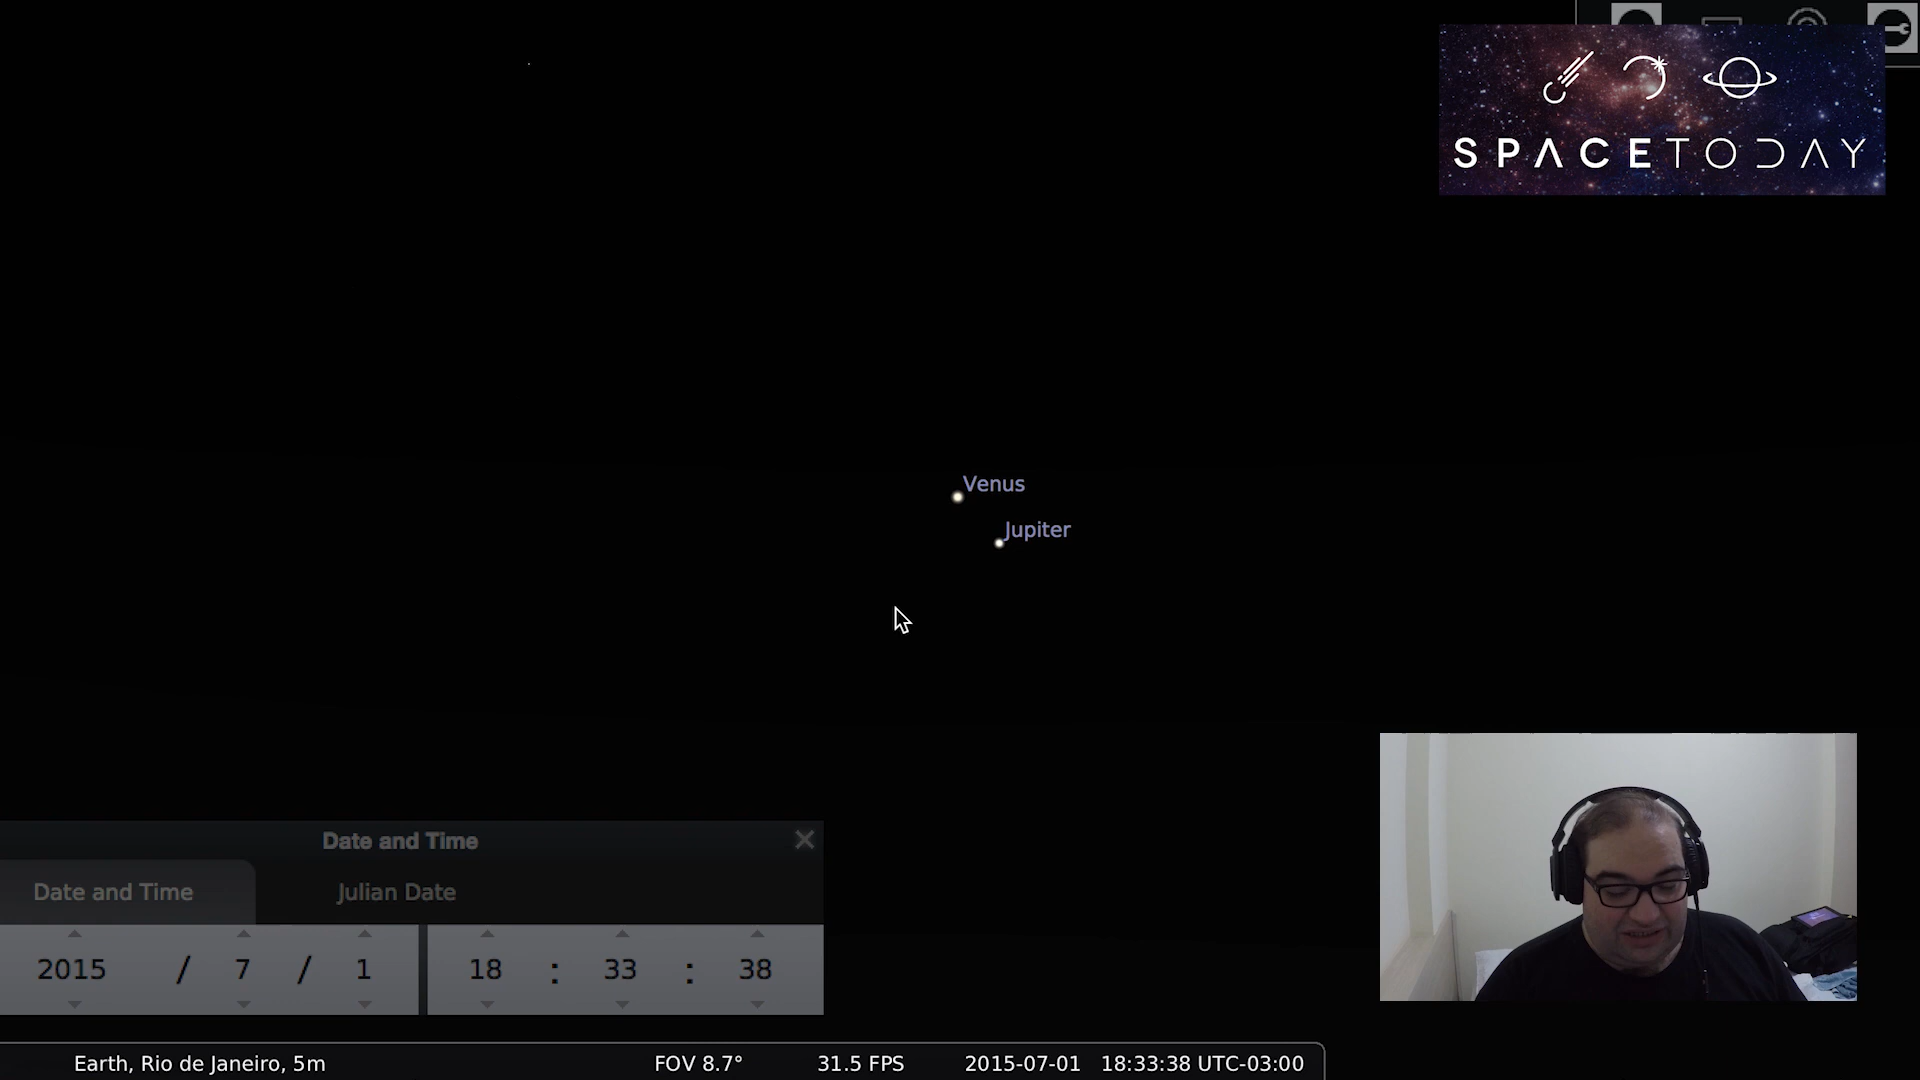 SPACETODAY
Venus
Jupiter
Date and Time
Date and Time
Julian Date
2015 / 7 / 1 18 : 33 : 38
Earth, Rio de Janeiro, 5m FOV 8.7° 31.5 FPS 2015-07-01 18:33:38 UTC-03:00